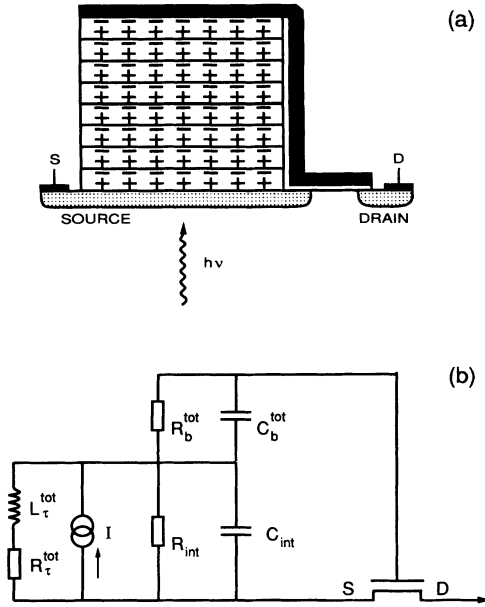 (a)
S
D
SOURCE
DRAIN
hν
(b)
R_b^tot
C_b^tot
L_τ^tot
I
R_τ^tot
R_int
C_int
S
D